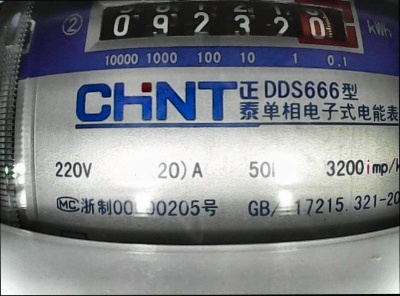 ② 0 9 2 3 2 0 kWh
10000 1000 100 10 1 0.1
CHNT 正泰 DDS666型
单相电子式电能表
220V 20)A 50 3200imp/
MC 浙制00 00205号 GB/ 17215.321-20